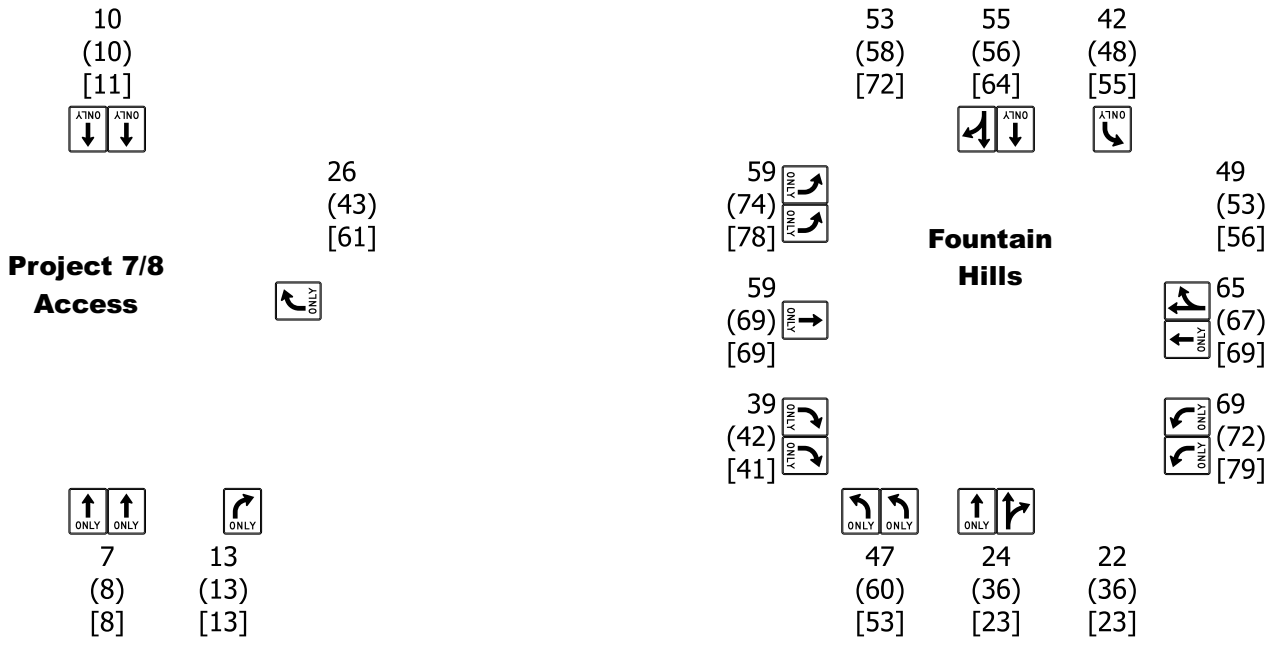 10
(10)
[11]
ONLY ONLY
26
(43)
[61]
Project 7/8
Access
ONLY
ONLY ONLY ONLY
7 13
(8) (13)
[8] [13]
53 55 42
(58) (56) (48)
[72] [64] [55]
ONLY ONLY
59
(74)
[78]
ONLY
ONLY
49
(53)
[56]
Fountain
Hills
59
(69)
[69]
ONLY
65
(67)
[69]
ONLY
39
(42)
[41]
ONLY
ONLY
69
(72)
[79]
ONLY
ONLY
ONLY ONLY ONLY
47 24 22
(60) (36) (36)
[53] [23] [23]